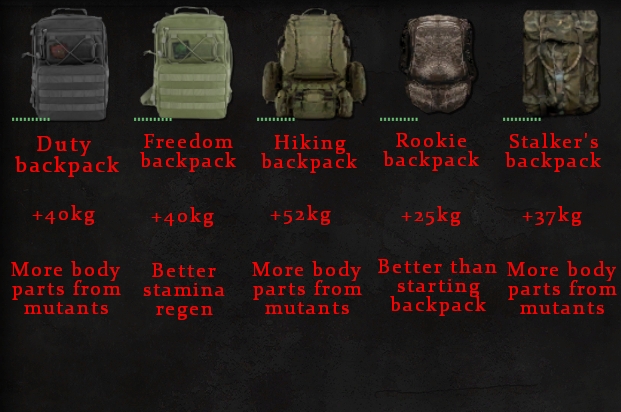 Duty
backpack
Freedom
backpack
Hiking
backpack
Rookie
backpack
Stalker's
backpack
+40kg
+40kg
+52kg
+25kg
+37kg
More body
parts from
mutants
Better
stamina
regen
More body
parts from
mutants
Better than
starting
backpack
More body
parts from
mutants